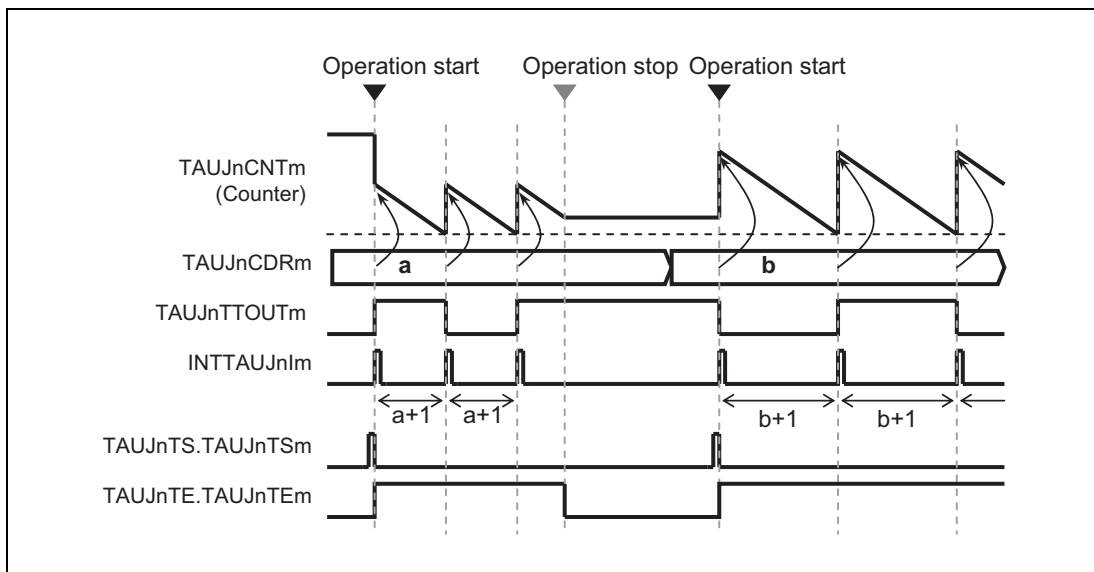 Operation start
Operation stop
Operation start
TAUJnCNTm
(Counter)
TAUJnCDRm
a
b
TAUJnTTOUTm
INTTAUJnIm
a+1
a+1
b+1
b+1
TAUJnTS.TAUJnTSm
TAUJnTE.TAUJnTEm